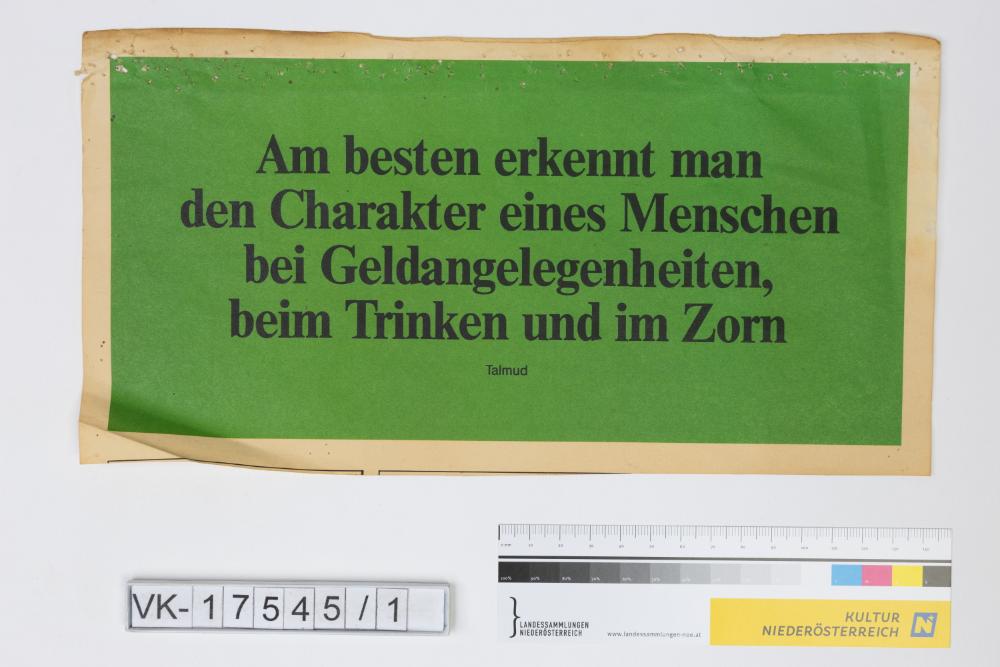 Am besten erkennt man
den Charakter eines Menschen
bei Geldangelegenheiten,
beim Trinken und im Zorn
Talmud
VK-17545/1
LANDESSAMMLUNGEN
NIEDERÖSTERREICH
www.landessammlungen-noe.at
KULTUR
NIEDERÖSTERREICH